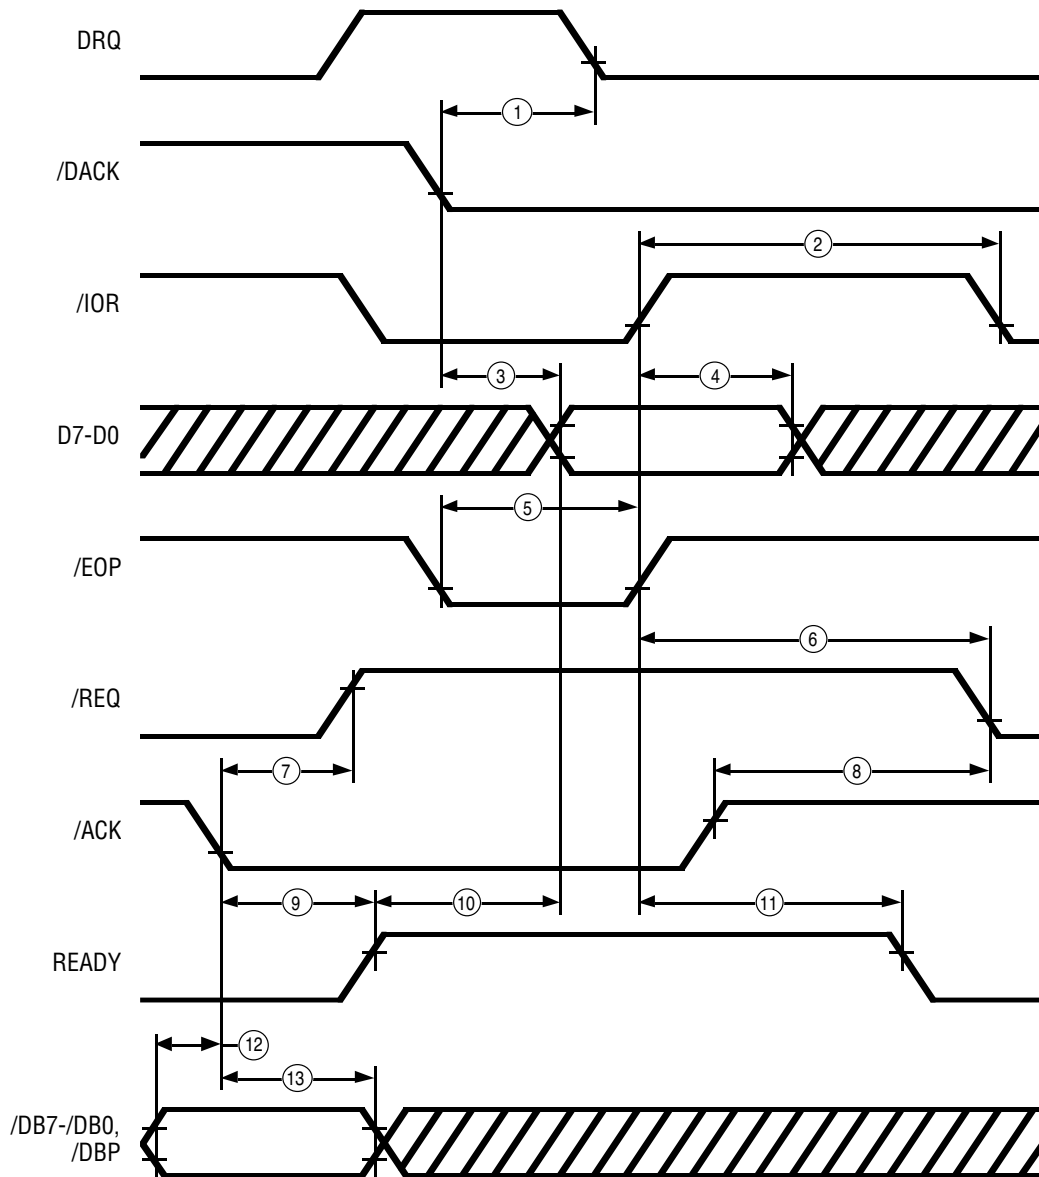 DRQ
1
/DACK
2
/IOR
3
4
D7-D0
5
/EOP
6
/REQ
7
8
/ACK
9
10
11
READY
12
13
/DB7-/DB0,
/DBP